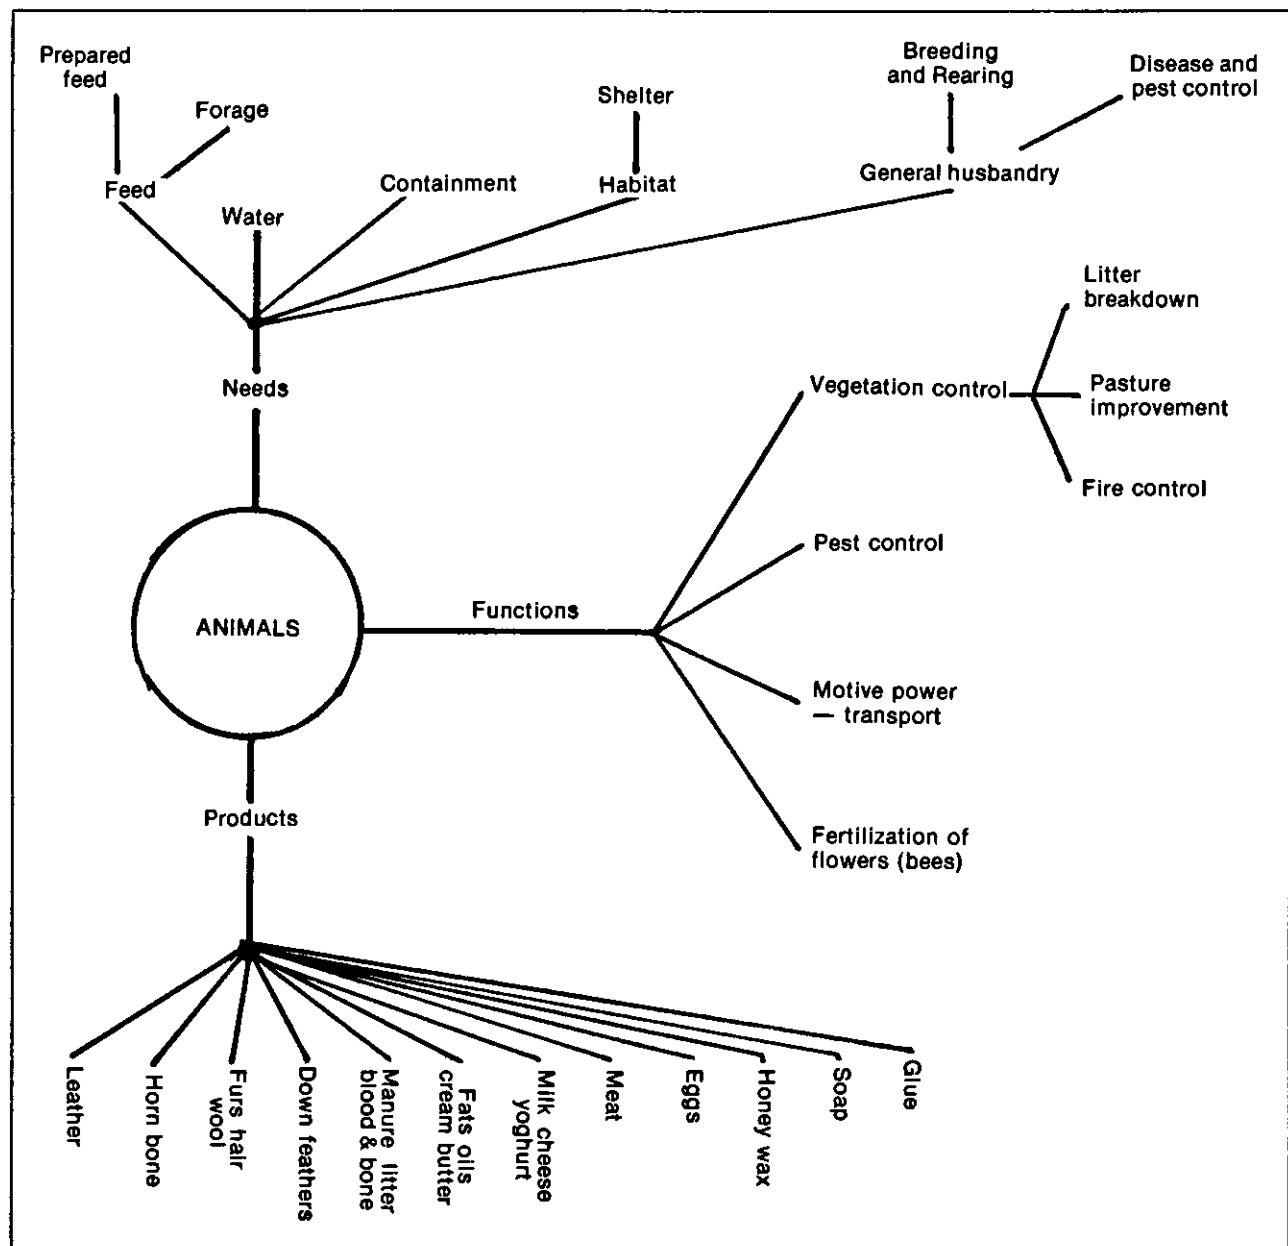 Prepared
feed
Forage
Feed
Water
Containment
Shelter
Habitat
Breeding
and Rearing
Disease and
pest control
General husbandry
Needs
Litter
breakdown
Vegetation control
Pasture
improvement
Fire control
Pest control
ANIMALS
Functions
Motive power
— transport
Fertilization of
flowers (bees)
Products
Leather
Horn bone
Furs hair
wool
Down feathers
Manure litter
blood & bone
Fats oils
cream butter
Milk cheese
yoghurt
Meat
Eggs
Honey wax
Soap
Glue